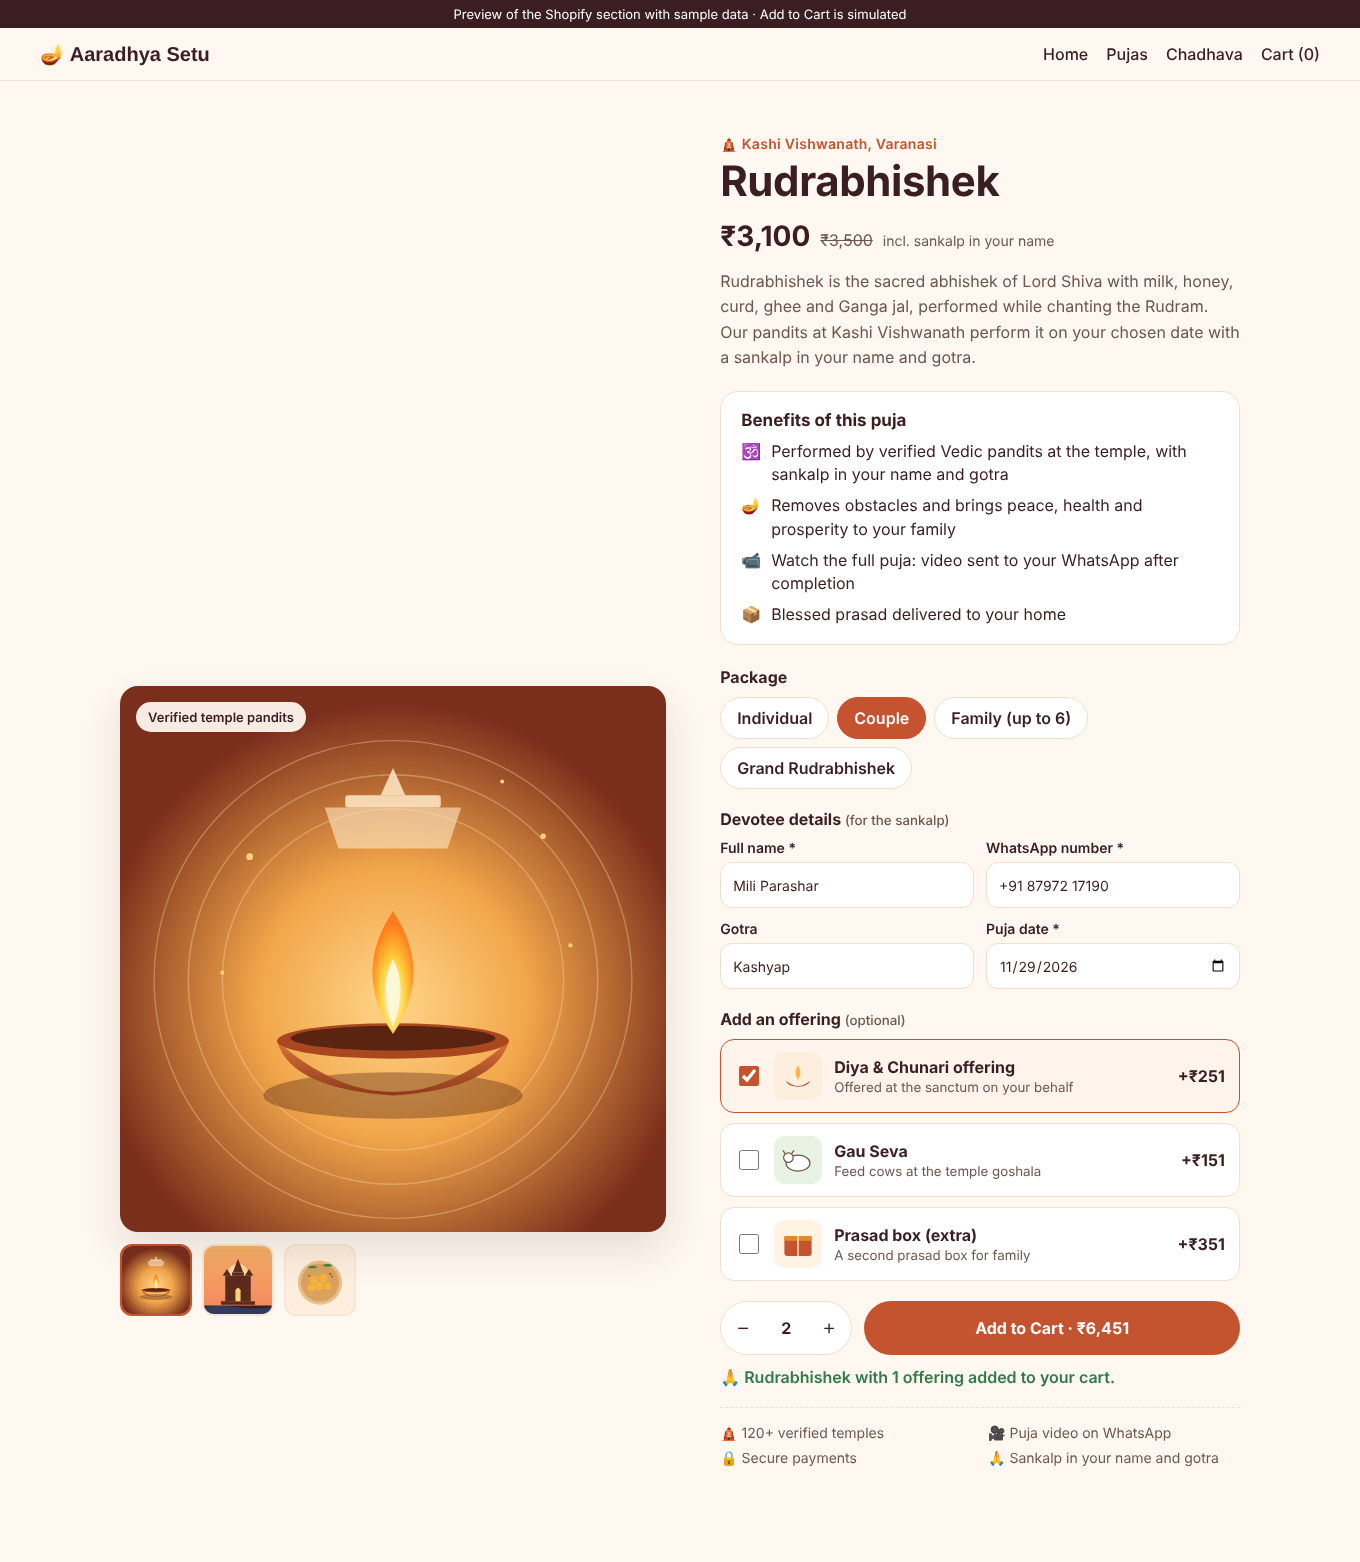 Preview of the Shopify section with sample data · Add to Cart is simulated
🪔 Aaradhya Setu
Home Pujas Chadhava Cart (0)
🛕 Kashi Vishwanath, Varanasi
Rudrabhishek
₹3,100 ₹3,500 incl. sankalp in your name
Rudrabhishek is the sacred abhishek of Lord Shiva with milk, honey,
curd, ghee and Ganga jal, performed while chanting the Rudram.
Our pandits at Kashi Vishwanath perform it on your chosen date with
a sankalp in your name and gotra.
Benefits of this puja
🕉️ Performed by verified Vedic pandits at the temple, with
sankalp in your name and gotra
🪔 Removes obstacles and brings peace, health and
prosperity to your family
📹 Watch the full puja: video sent to your WhatsApp after
completion
📦 Blessed prasad delivered to your home
Verified temple pandits
Package
Individual Couple Family (up to 6)
Grand Rudrabhishek
Devotee details (for the sankalp)
Full name * WhatsApp number *
Mili Parashar +91 87972 17190
Gotra Puja date *
Kashyap 11/29/2026
Add an offering (optional)
Diya & Chunari offering
Offered at the sanctum on your behalf
+₹251
Gau Seva
Feed cows at the temple goshala
+₹151
Prasad box (extra)
A second prasad box for family
+₹351
− 2 + Add to Cart · ₹6,451
🙏 Rudrabhishek with 1 offering added to your cart.
🛕 120+ verified temples 🎥 Puja video on WhatsApp
🔒 Secure payments 🙏 Sankalp in your name and gotra